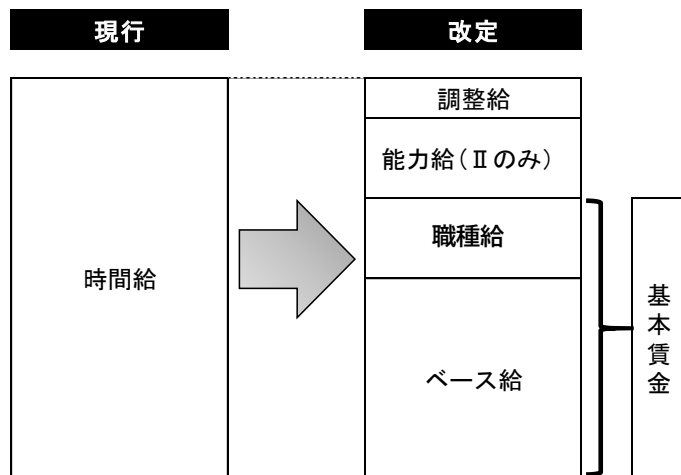 現行
改定
時間給
調整給
能力給(Ⅱのみ)
職種給
ベース給
基本賃金